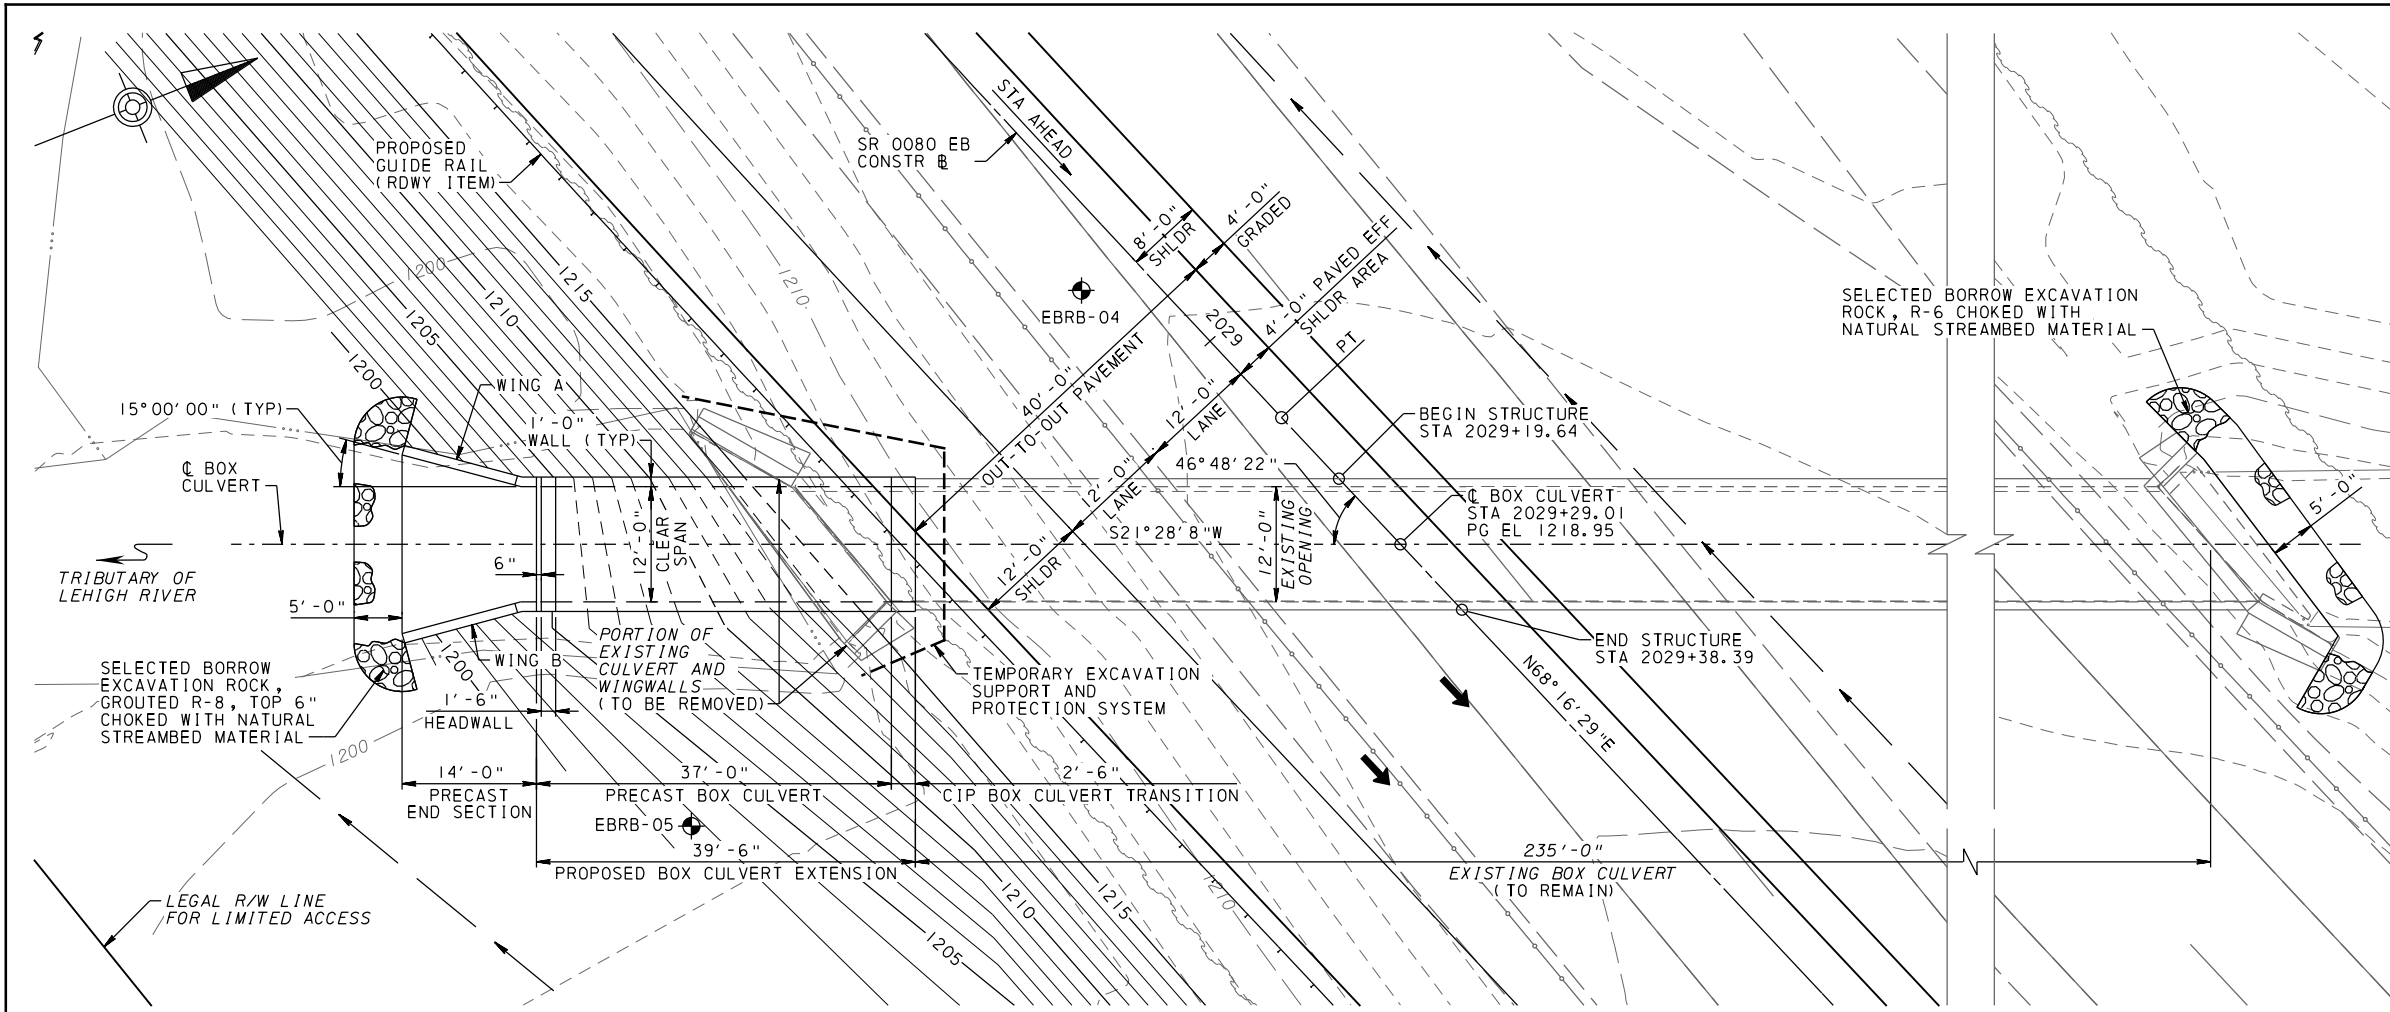 PROPOSED
GUIDE RAIL
(RDWY ITEM)
SR 0080 EB
CONSTR ⅊
STA AHEAD
8'-0"
SHLDR
4'-0"
GRADED
4'-0" PAVED EFF
SHLDR AREA
2029
PT
EBRB-04
40'-0"
OUT-TO-OUT PAVEMENT
12'-0"
LANE
12'-0"
LANE
12'-0"
SHLDR
SELECTED BORROW EXCAVATION
ROCK, R-6 CHOKED WITH
NATURAL STREAMBED MATERIAL
1200
1205
1210
1215
1210
1200
WING A
15°00'00" (TYP)
1'-0"
WALL (TYP)
℄ BOX
CULVERT
BEGIN STRUCTURE
STA 2029+19.64
46°48'22"
℄ BOX CULVERT
STA 2029+29.01
PG EL 1218.95
S21°28'8"W
12'-0"
CLEAR
SPAN
12'-0"
EXISTING
OPENING
5'-0"
TRIBUTARY OF
LEHIGH RIVER
6"
5'-0"
END STRUCTURE
STA 2029+38.39
N68°16'29"E
PORTION OF
EXISTING
CULVERT AND
WINGWALLS
(TO BE REMOVED)
WING B
1200
TEMPORARY EXCAVATION
SUPPORT AND
PROTECTION SYSTEM
SELECTED BORROW
EXCAVATION ROCK,
GROUTED R-8, TOP 6"
CHOKED WITH NATURAL
STREAMBED MATERIAL
1'-6"
HEADWALL
1200
14'-0"
PRECAST
END SECTION
37'-0"
PRECAST BOX CULVERT
2'-6"
CIP BOX CULVERT TRANSITION
EBRB-05
39'-6"
PROPOSED BOX CULVERT EXTENSION
235'-0"
EXISTING BOX CULVERT
(TO REMAIN)
LEGAL R/W LINE
FOR LIMITED ACCESS
1205
1210
1215
1210